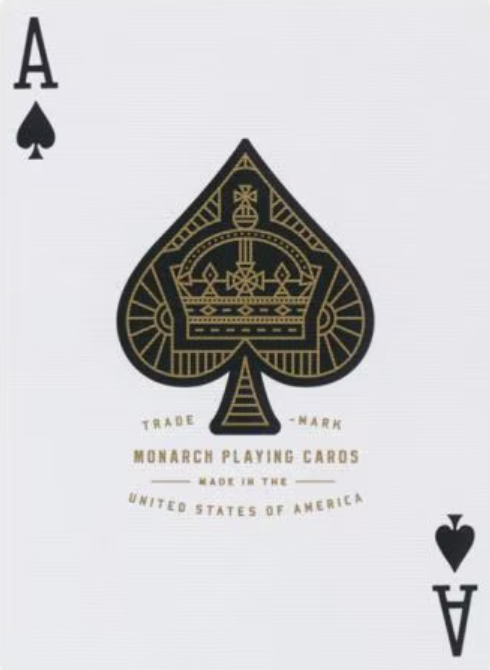 A
TRADE -MARK
MONARCH PLAYING CARDS
MADE IN THE
UNITED STATES OF AMERICA
A